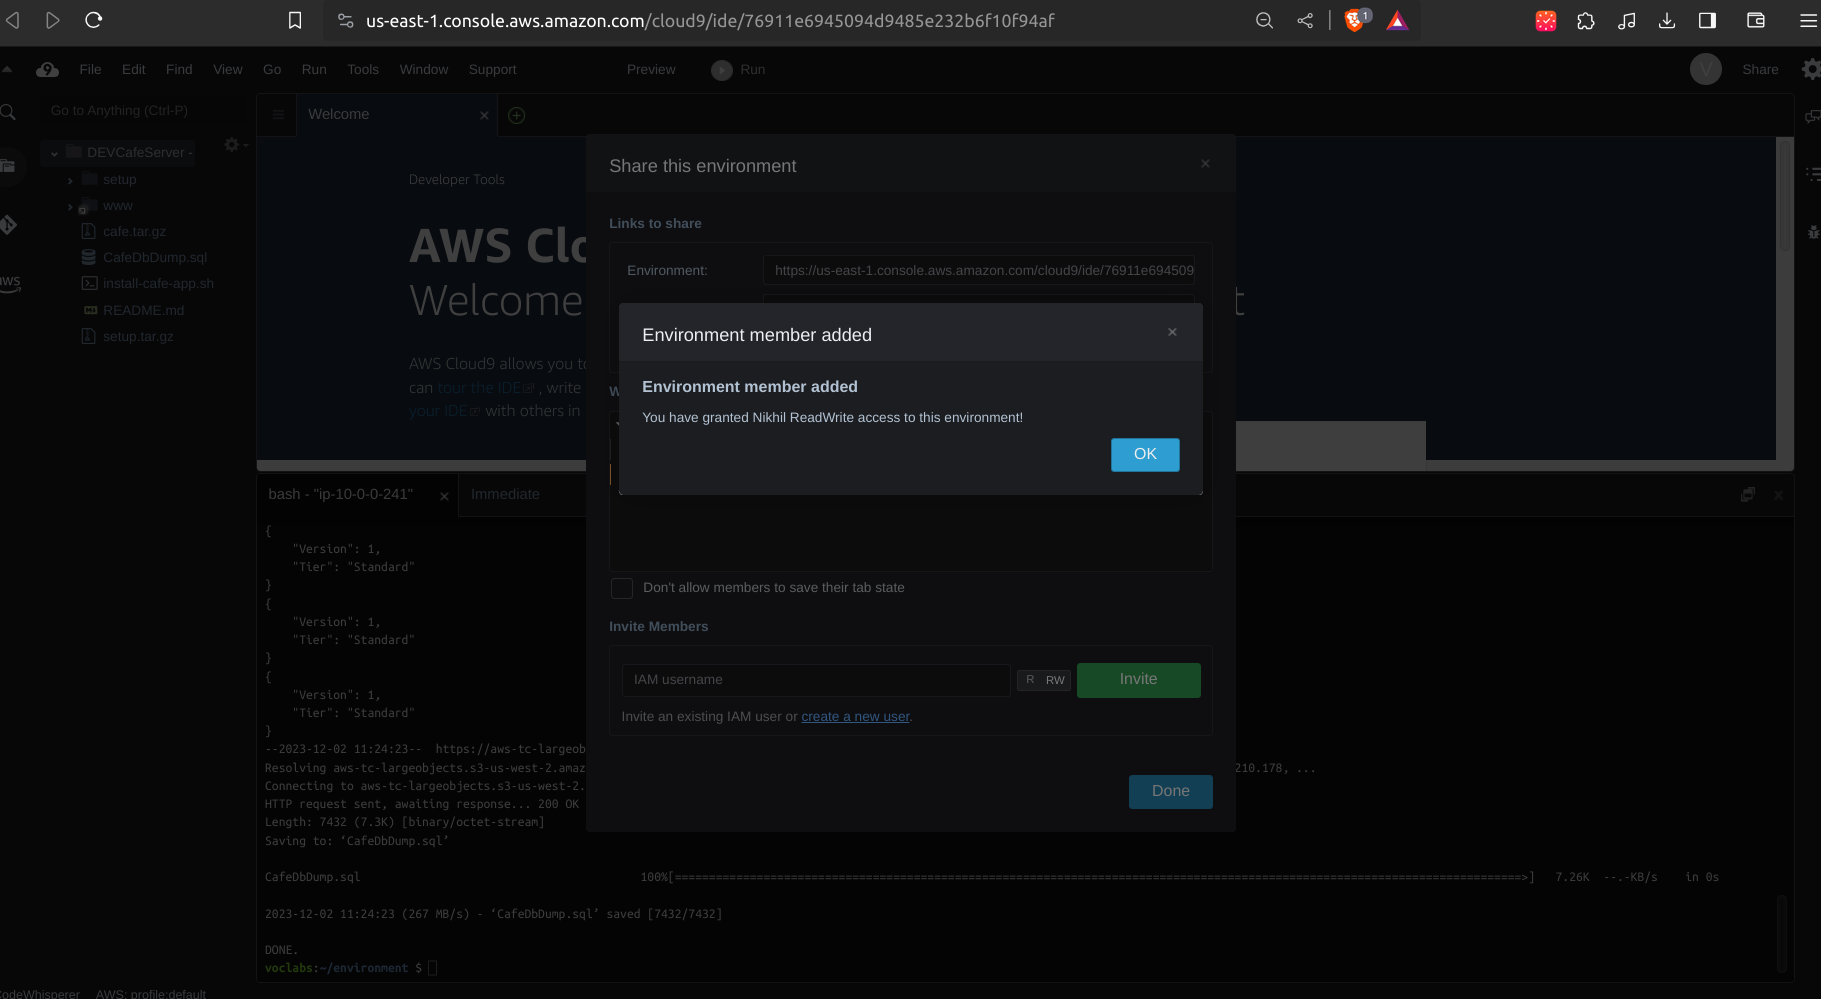 us-east-1.console.aws.amazon.com/cloud9/ide/76911e6945094d9485e232b6f10f94af
1
9 File Edit Find View Go Run Tools Window Support Preview Run V Share
Go to Anything (Ctrl-P)
Welcome
DEVCafeServer -
setup
www
cafe.tar.gz
CafeDbDump.sql
install-cafe-app.sh
README.md
setup.tar.gz
aws
Developer Tools
AWS Clo
Welcome
t
AWS Cloud9 allows you to
can tour the IDE , write
your IDE with others in
Share this environment
Links to share
Environment: https://us-east-1.console.aws.amazon.com/cloud9/ide/76911e694509
W
Environment member added
Environment member added
You have granted Nikhil ReadWrite access to this environment!
OK
Don't allow members to save their tab state
Invite Members
IAM username R RW Invite
Invite an existing IAM user or create a new user.
Done
bash - "ip-10-0-0-241" Immediate
{
"Version": 1,
"Tier": "Standard"
}
{
"Version": 1,
"Tier": "Standard"
}
{
"Version": 1,
"Tier": "Standard"
}
--2023-12-02 11:24:23-- https://aws-tc-largeob
Resolving aws-tc-largeobjects.s3-us-west-2.amaz 210.178, ...
Connecting to aws-tc-largeobjects.s3-us-west-2.
HTTP request sent, awaiting response... 200 OK
Length: 7432 (7.3K) [binary/octet-stream]
Saving to: ‘CafeDbDump.sql’
CafeDbDump.sql 100%[=============================================================================================================================>] 7.26K --.-KB/s in 0s
2023-12-02 11:24:23 (267 MB/s) - ‘CafeDbDump.sql’ saved [7432/7432]
DONE.
voclabs:~/environment $
CodeWhisperer AWS: profile:default